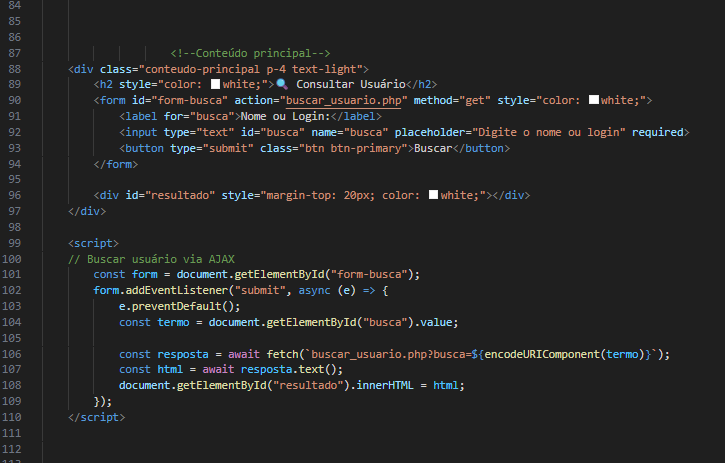 84
85
86
87 <!--Conteúdo principal-->
88 <div class="conteudo-principal p-4 text-light">
89 <h2 style="color: white;">🔍 Consultar Usuário</h2>
90 <form id="form-busca" action="buscar_usuario.php" method="get" style="color: white;">
91 <label for="busca">Nome ou Login:</label>
92 <input type="text" id="busca" name="busca" placeholder="Digite o nome ou login" required>
93 <button type="submit" class="btn btn-primary">Buscar</button>
94 </form>
95
96 <div id="resultado" style="margin-top: 20px; color: white;"></div>
97 </div>
98
99 <script>
100 // Buscar usuário via AJAX
101 const form = document.getElementById("form-busca");
102 form.addEventListener("submit", async (e) => {
103 e.preventDefault();
104 const termo = document.getElementById("busca").value;
105
106 const resposta = await fetch(`buscar_usuario.php?busca=${encodeURIComponent(termo)}`);
107 const html = await resposta.text();
108 document.getElementById("resultado").innerHTML = html;
109 });
110 </script>
111
112
113